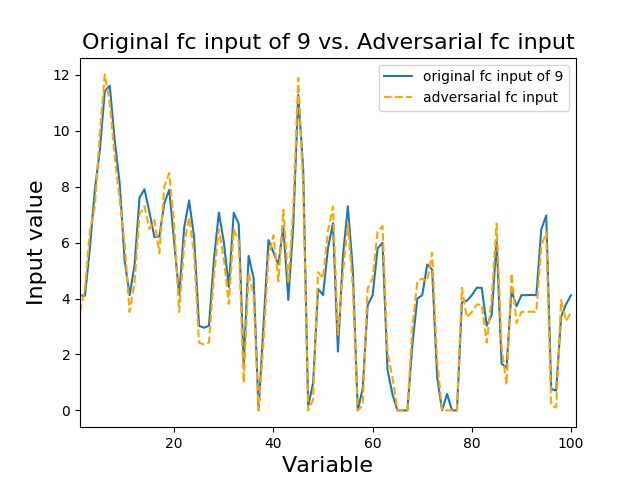 Original fc input of 9 vs. Adversarial fc input
original fc input of 9
adversarial fc input
12
10
8
6
4
2
0
Input value
20 40 60 80 100
Variable